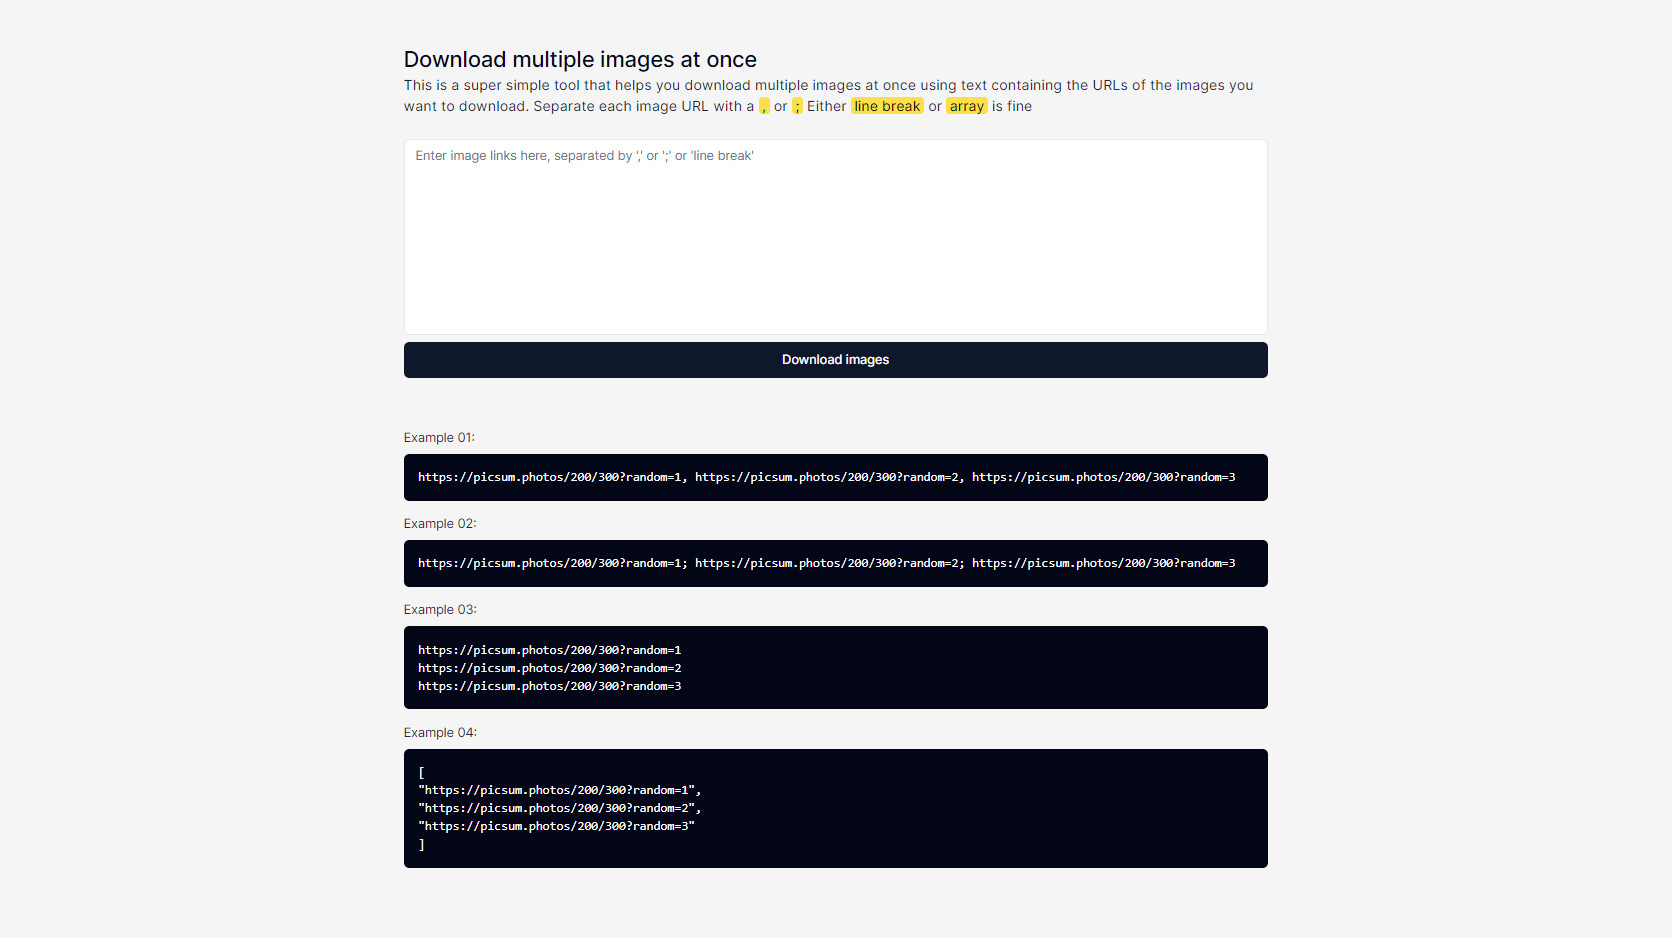 Download multiple images at once
This is a super simple tool that helps you download multiple images at once using text containing the URLs of the images you
want to download. Separate each image URL with a , or ; Either line break or array is fine
Enter image links here, separated by ',' or ';' or 'line break'
Download images
Example 01:
https://picsum.photos/200/300?random=1, https://picsum.photos/200/300?random=2, https://picsum.photos/200/300?random=3
Example 02:
https://picsum.photos/200/300?random=1; https://picsum.photos/200/300?random=2; https://picsum.photos/200/300?random=3
Example 03:
https://picsum.photos/200/300?random=1
https://picsum.photos/200/300?random=2
https://picsum.photos/200/300?random=3
Example 04:
[
"https://picsum.photos/200/300?random=1",
"https://picsum.photos/200/300?random=2",
"https://picsum.photos/200/300?random=3"
]